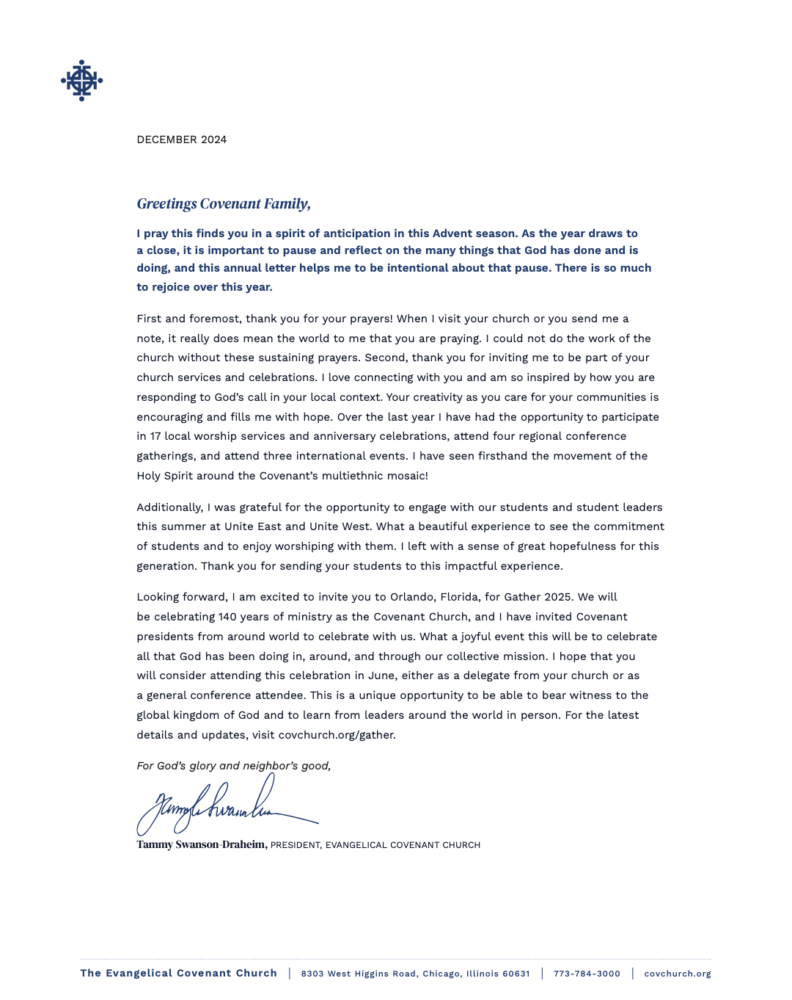 DECEMBER 2024
Greetings Covenant Family,
I pray this finds you in a spirit of anticipation in this Advent season. As the year draws to
a close, it is important to pause and reflect on the many things that God has done and is
doing, and this annual letter helps me to be intentional about that pause. There is so much
to rejoice over this year.
First and foremost, thank you for your prayers! When I visit your church or you send me a
note, it really does mean the world to me that you are praying. I could not do the work of the
church without these sustaining prayers. Second, thank you for inviting me to be part of your
church services and celebrations. I love connecting with you and am so inspired by how you are
responding to God’s call in your local context. Your creativity as you care for your communities is
encouraging and fills me with hope. Over the last year I have had the opportunity to participate
in 17 local worship services and anniversary celebrations, attend four regional conference
gatherings, and attend three international events. I have seen firsthand the movement of the
Holy Spirit around the Covenant’s multiethnic mosaic!
Additionally, I was grateful for the opportunity to engage with our students and student leaders
this summer at Unite East and Unite West. What a beautiful experience to see the commitment
of students and to enjoy worshiping with them. I left with a sense of great hopefulness for this
generation. Thank you for sending your students to this impactful experience.
Looking forward, I am excited to invite you to Orlando, Florida, for Gather 2025. We will
be celebrating 140 years of ministry as the Covenant Church, and I have invited Covenant
presidents from around world to celebrate with us. What a joyful event this will be to celebrate
all that God has been doing in, around, and through our collective mission. I hope that you
will consider attending this celebration in June, either as a delegate from your church or as
a general conference attendee. This is a unique opportunity to be able to bear witness to the
global kingdom of God and to learn from leaders around the world in person. For the latest
details and updates, visit covchurch.org/gather.
For God’s glory and neighbor’s good,
Tammy Swanson-Draheim, PRESIDENT, EVANGELICAL COVENANT CHURCH
The Evangelical Covenant Church | 8303 West Higgins Road, Chicago, Illinois 60631 | 773-784-3000 | covchurch.org